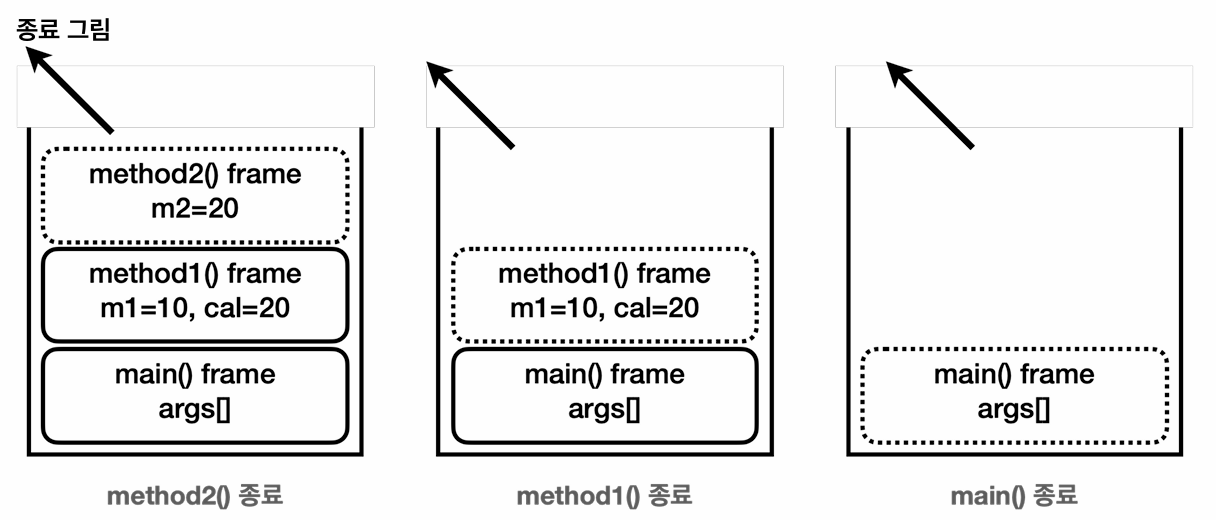 종료 그림
method2() frame
m2=20
method1() frame
m1=10, cal=20
main() frame
args[]
method2() 종료
method1() frame
m1=10, cal=20
main() frame
args[]
method1() 종료
main() frame
args[]
main() 종료